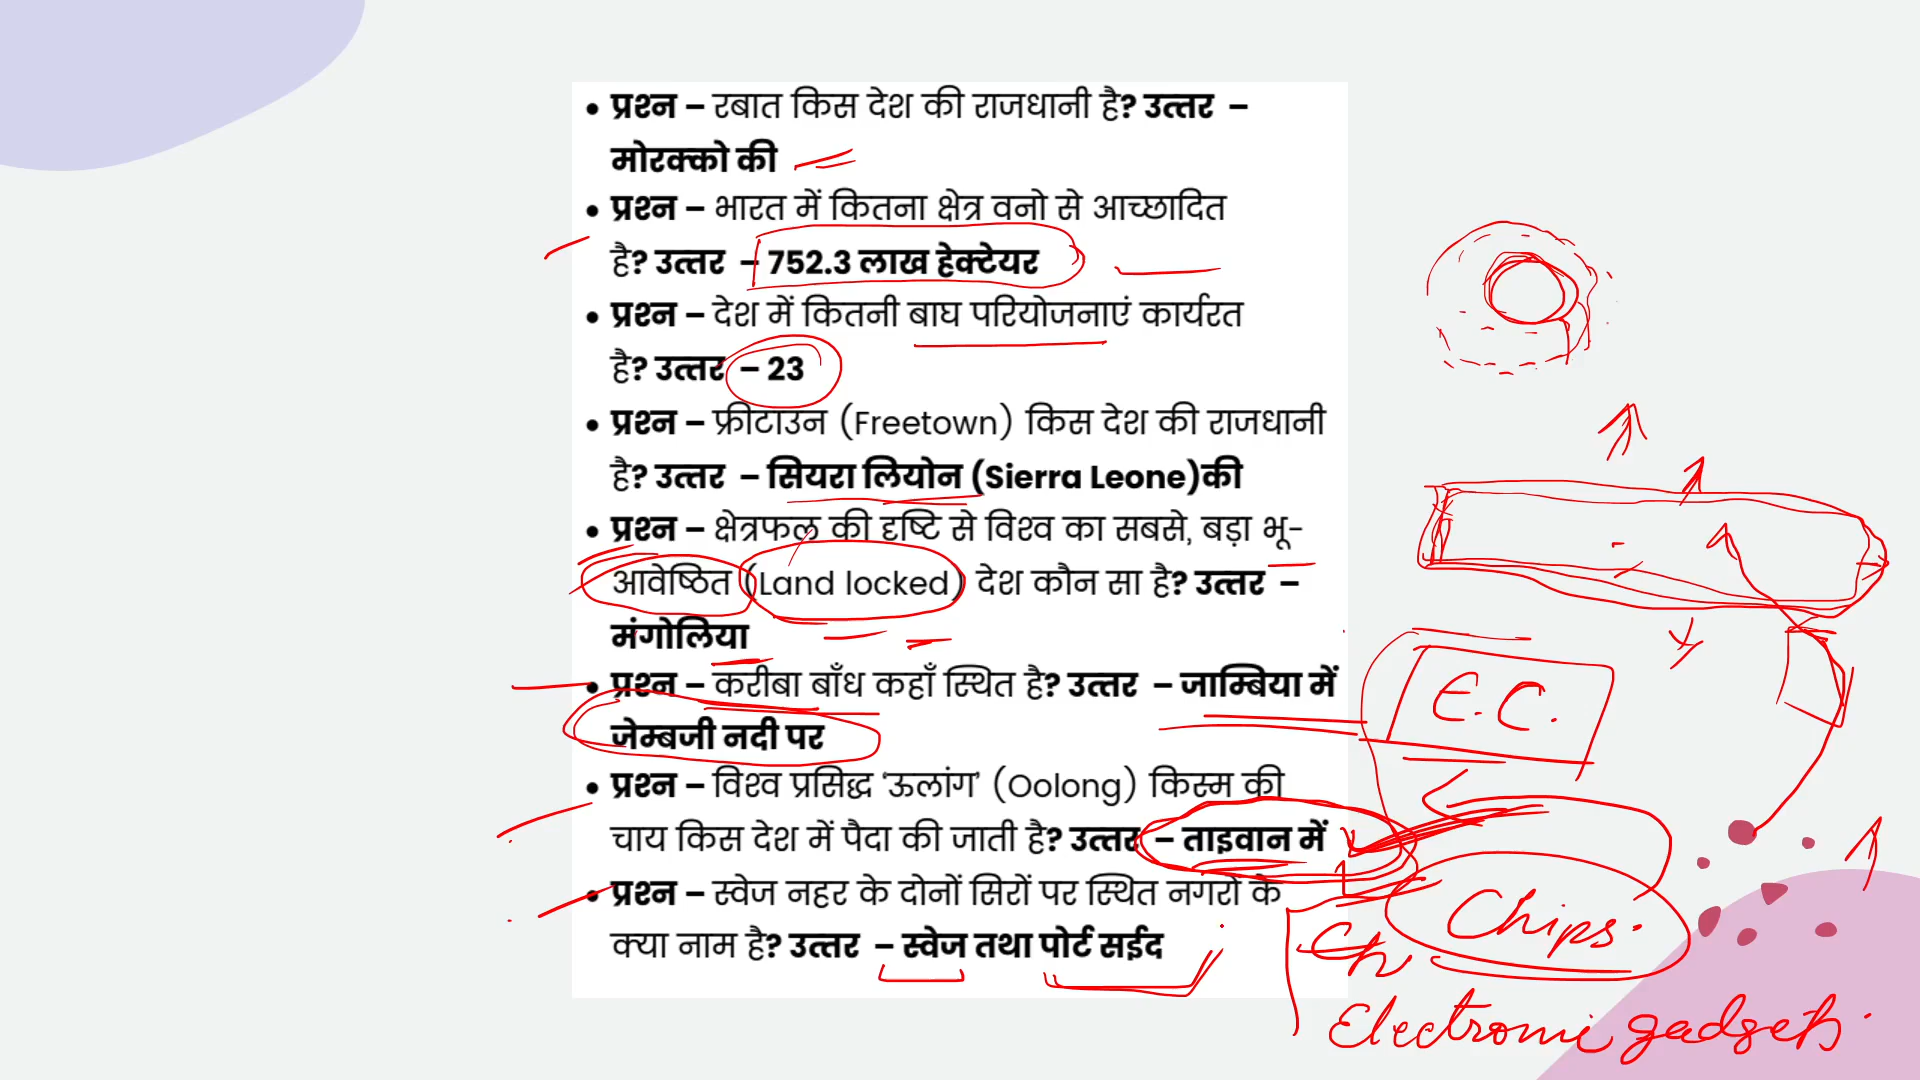 • प्रश्न – रबात किस देश की राजधानी है? उत्तर –
मोरक्को की
• प्रश्न – भारत में कितना क्षेत्र वनो से आच्छादित
है? उत्तर – 752.3 लाख हेक्टेयर
• प्रश्न – देश में कितनी बाघ परियोजनाएं कार्यरत
है? उत्तर – 23
• प्रश्न – फ्रीटाउन (Freetown) किस देश की राजधानी
है? उत्तर – सियरा लियोन (Sierra Leone)की
• प्रश्न – क्षेत्रफल की दृष्टि से विश्व का सबसे, बड़ा भू-
आवेष्ठित (Land locked) देश कौन सा है? उत्तर –
मंगोलिया
• प्रश्न – करीबा बाँध कहाँ स्थित है? उत्तर – जाम्बिया में
जेम्बजी नदी पर
• प्रश्न – विश्व प्रसिद्ध ‘ऊलांग’ (Oolong) किस्म की
चाय किस देश में पैदा की जाती है? उत्तर – ताइवान में
• प्रश्न – स्वेज नहर के दोनों सिरों पर स्थित नगरो के
क्या नाम है? उत्तर – स्वेज तथा पोर्ट सईद
E.C.
Chips.
Ch
Electroni gadgets.